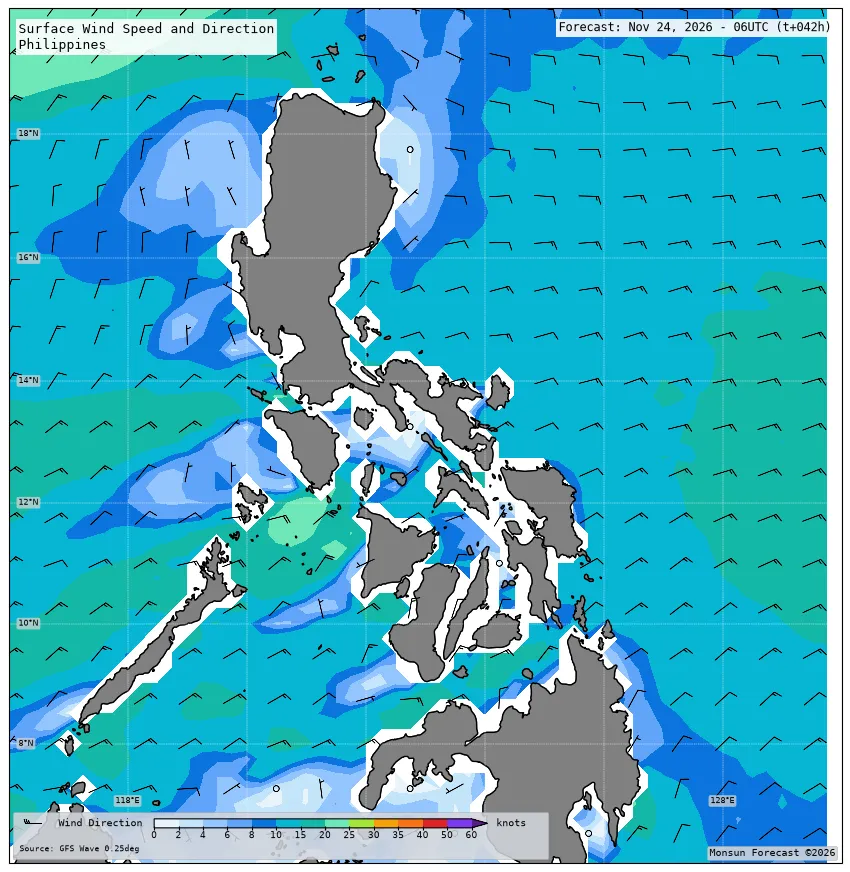 Surface Wind Speed and Direction
Philippines
Forecast: Nov 24, 2026 - 06UTC (t+042h)
18°N
16°N
14°N
12°N
10°N
8°N
118°E
128°E
Wind Direction
0 2 4 6 8 10 15 20 25 30 35 40 50 60
knots
Source: GFS Wave 0.25deg
Monsun Forecast ©2026